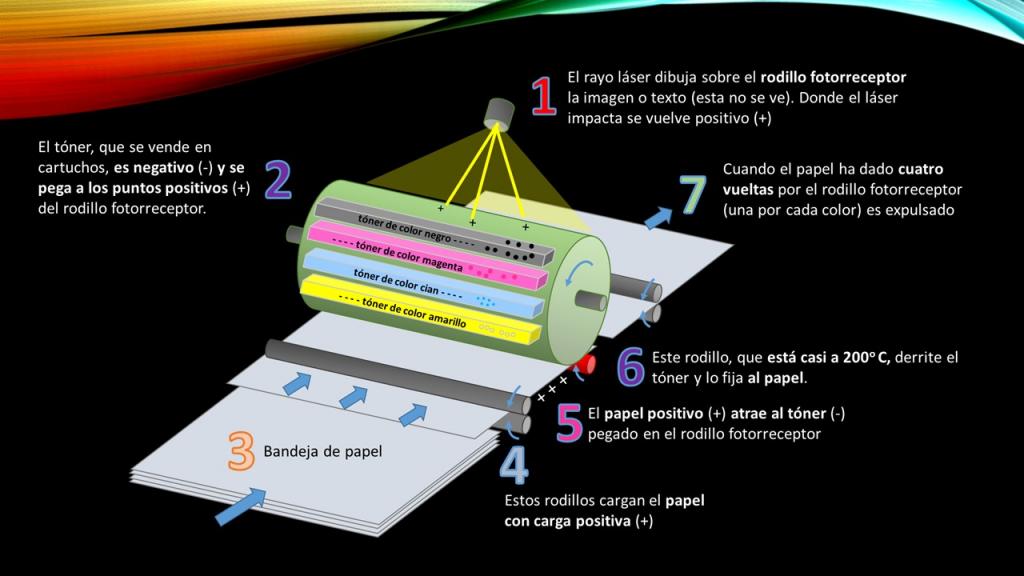 1
El rayo láser dibuja sobre el rodillo fotorreceptor
la imagen o texto (esta no se ve). Donde el láser
impacta se vuelve positivo (+)
El tóner, que se vende en
cartuchos, es negativo (-) y se
pega a los puntos positivos (+)
del rodillo fotorreceptor.
2
7
Cuando el papel ha dado cuatro
vueltas por el rodillo fotorreceptor
(una por cada color) es expulsado
+ + +
tóner de color negro - - - -
- - - - tóner de color magenta
tóner de color cian - - - -
- - - - tóner de color amarillo
6
Este rodillo, que está casi a 200º C, derrite el
tóner y lo fija al papel.
+ + + +
5
El papel positivo (+) atrae al tóner (-)
pegado en el rodillo fotorreceptor
3
Bandeja de papel
4
Estos rodillos cargan el papel
con carga positiva (+)